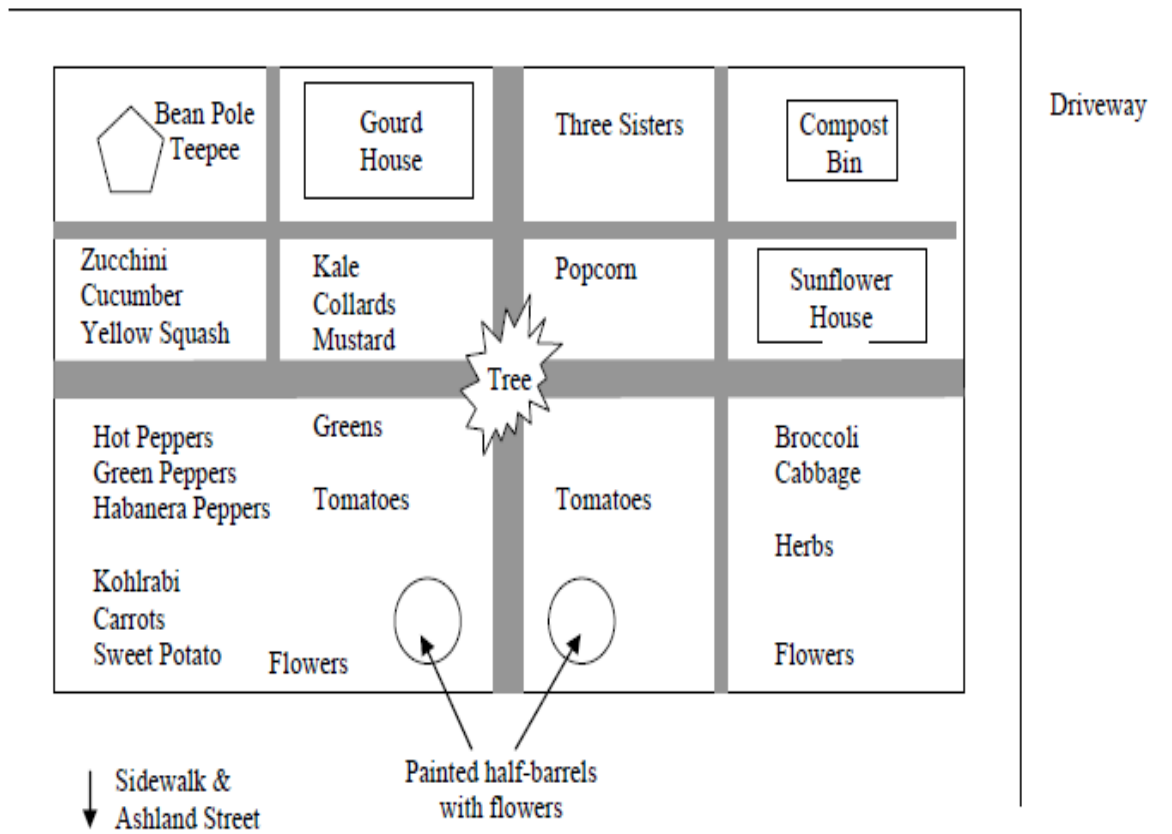 Driveway
Bean Pole
Teepee
Gourd
House
Three Sisters
Compost
Bin
Zucchini
Cucumber
Yellow Squash
Kale
Collards
Mustard
Popcorn
Sunflower
House
Tree
Hot Peppers
Green Peppers
Habanera Peppers
Kohlrabi
Carrots
Sweet Potato
Greens
Tomatoes
Flowers
Tomatoes
Broccoli
Cabbage
Herbs
Flowers
Painted half-barrels
with flowers
Sidewalk &
Ashland Street